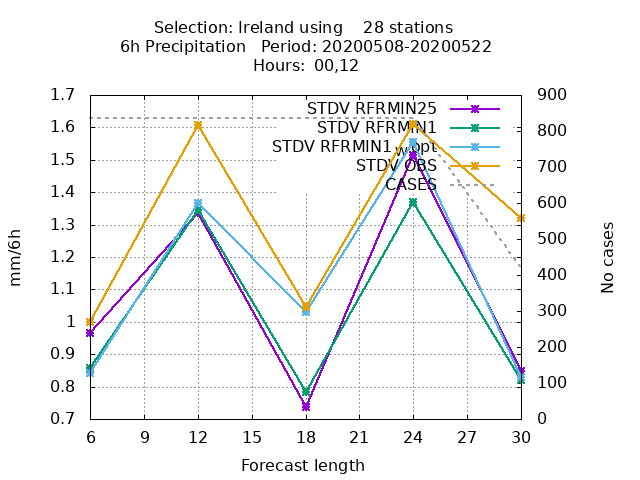 Selection: Ireland using    28 stations
6h Precipitation   Period: 20200508-20200522
Hours:  00,12
1.7
1.6
1.5
1.4
1.3
1.2
1.1
1
0.9
0.8
0.7
mm/6h
900
800
700
600
500
400
300
200
100
0
No cases
STDV RFRMIN25
STDV RFRMIN1
STDV RFRMIN1_wopt
STDV OBS
CASES
6 9 12 15 18 21 24 27 30
Forecast length